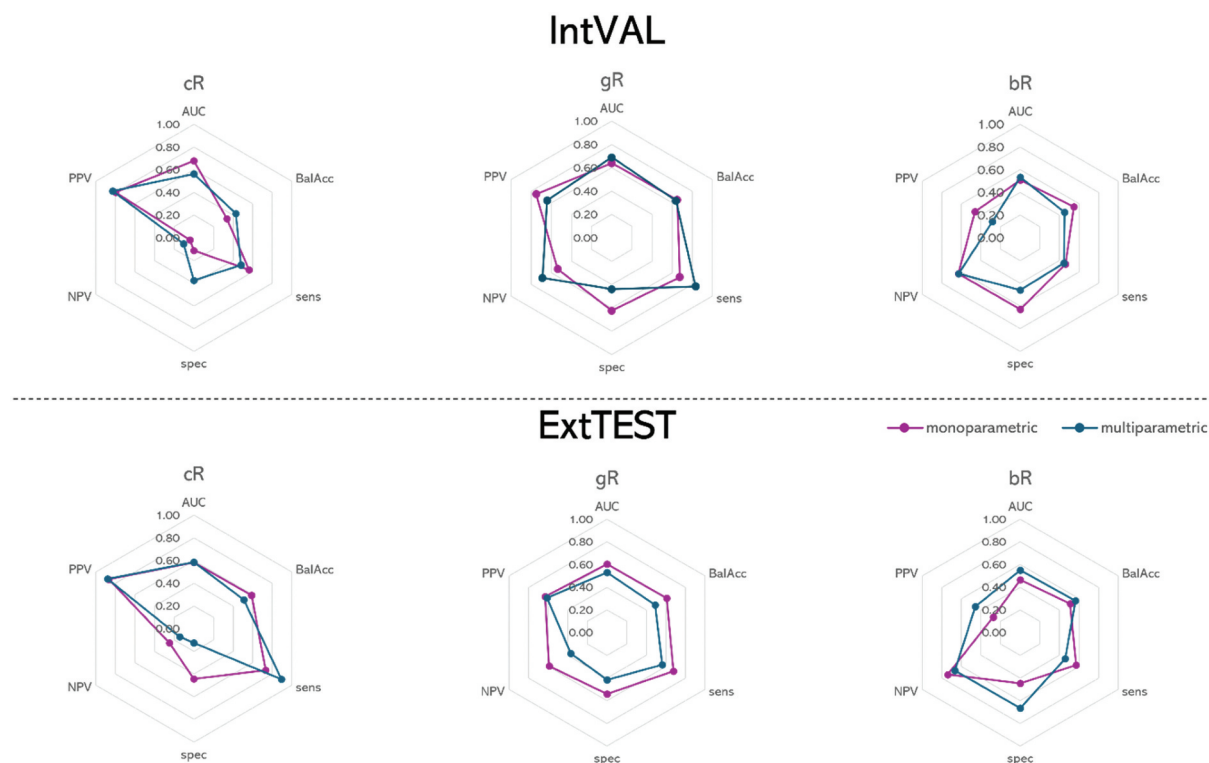 IntVAL
cR
gR
bR
AUC
1.00
0.80
0.60
0.40
0.20
0.00
BalAcc
sens
spec
NPV
PPV
AUC
1.00
0.80
0.60
0.40
0.20
0.00
BalAcc
sens
spec
NPV
PPV
AUC
1.00
0.80
0.60
0.40
0.20
0.00
BalAcc
sens
spec
NPV
PPV
ExtTEST
monoparametric
multiparametric
cR
gR
bR
AUC
1.00
0.80
0.60
0.40
0.20
0.00
BalAcc
sens
spec
NPV
PPV
AUC
1.00
0.80
0.60
0.40
0.20
0.00
BalAcc
sens
spec
NPV
PPV
AUC
1.00
0.80
0.60
0.40
0.20
0.00
BalAcc
sens
spec
NPV
PPV